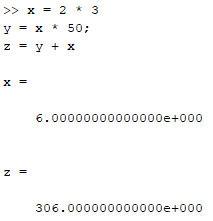 >> x = 2 * 3
y = x * 50;
z = y + x
x =
6.00000000000000e+000
z =
306.000000000000e+000